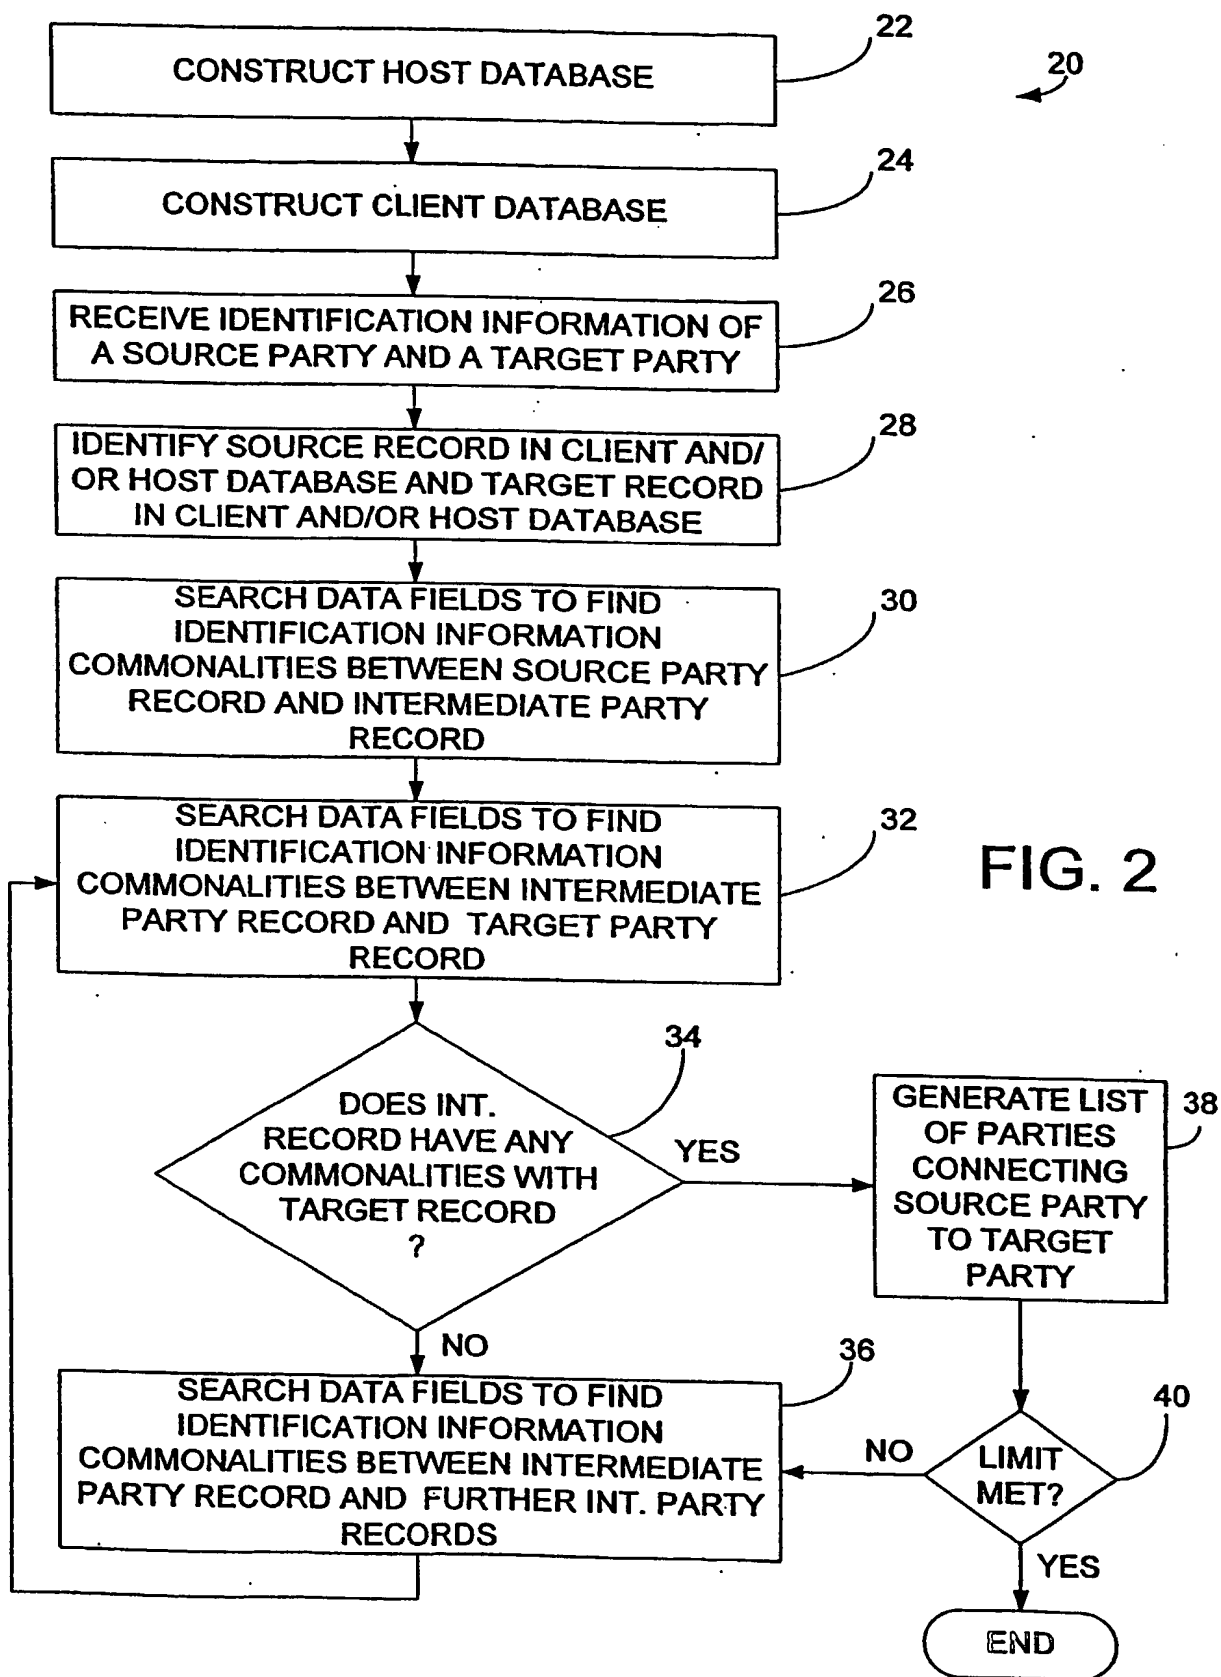 CONSTRUCT HOST DATABASE
22
20
CONSTRUCT CLIENT DATABASE
24
RECEIVE IDENTIFICATION INFORMATION OF
A SOURCE PARTY AND A TARGET PARTY
26
IDENTIFY SOURCE RECORD IN CLIENT AND/
OR HOST DATABASE AND TARGET RECORD
IN CLIENT AND/OR HOST DATABASE
28
SEARCH DATA FIELDS TO FIND
IDENTIFICATION INFORMATION
COMMONALITIES BETWEEN SOURCE PARTY
RECORD AND INTERMEDIATE PARTY
RECORD
30
SEARCH DATA FIELDS TO FIND
IDENTIFICATION INFORMATION
COMMONALITIES BETWEEN INTERMEDIATE
PARTY RECORD AND TARGET PARTY
RECORD
32
FIG. 2
DOES INT.
RECORD HAVE ANY
COMMONALITIES WITH
TARGET RECORD
?
34
YES
GENERATE LIST
OF PARTIES
CONNECTING
SOURCE PARTY
TO TARGET
PARTY
38
NO
SEARCH DATA FIELDS TO FIND
IDENTIFICATION INFORMATION
COMMONALITIES BETWEEN INTERMEDIATE
PARTY RECORD AND FURTHER INT. PARTY
RECORDS
36
NO
LIMIT
MET?
40
YES
END